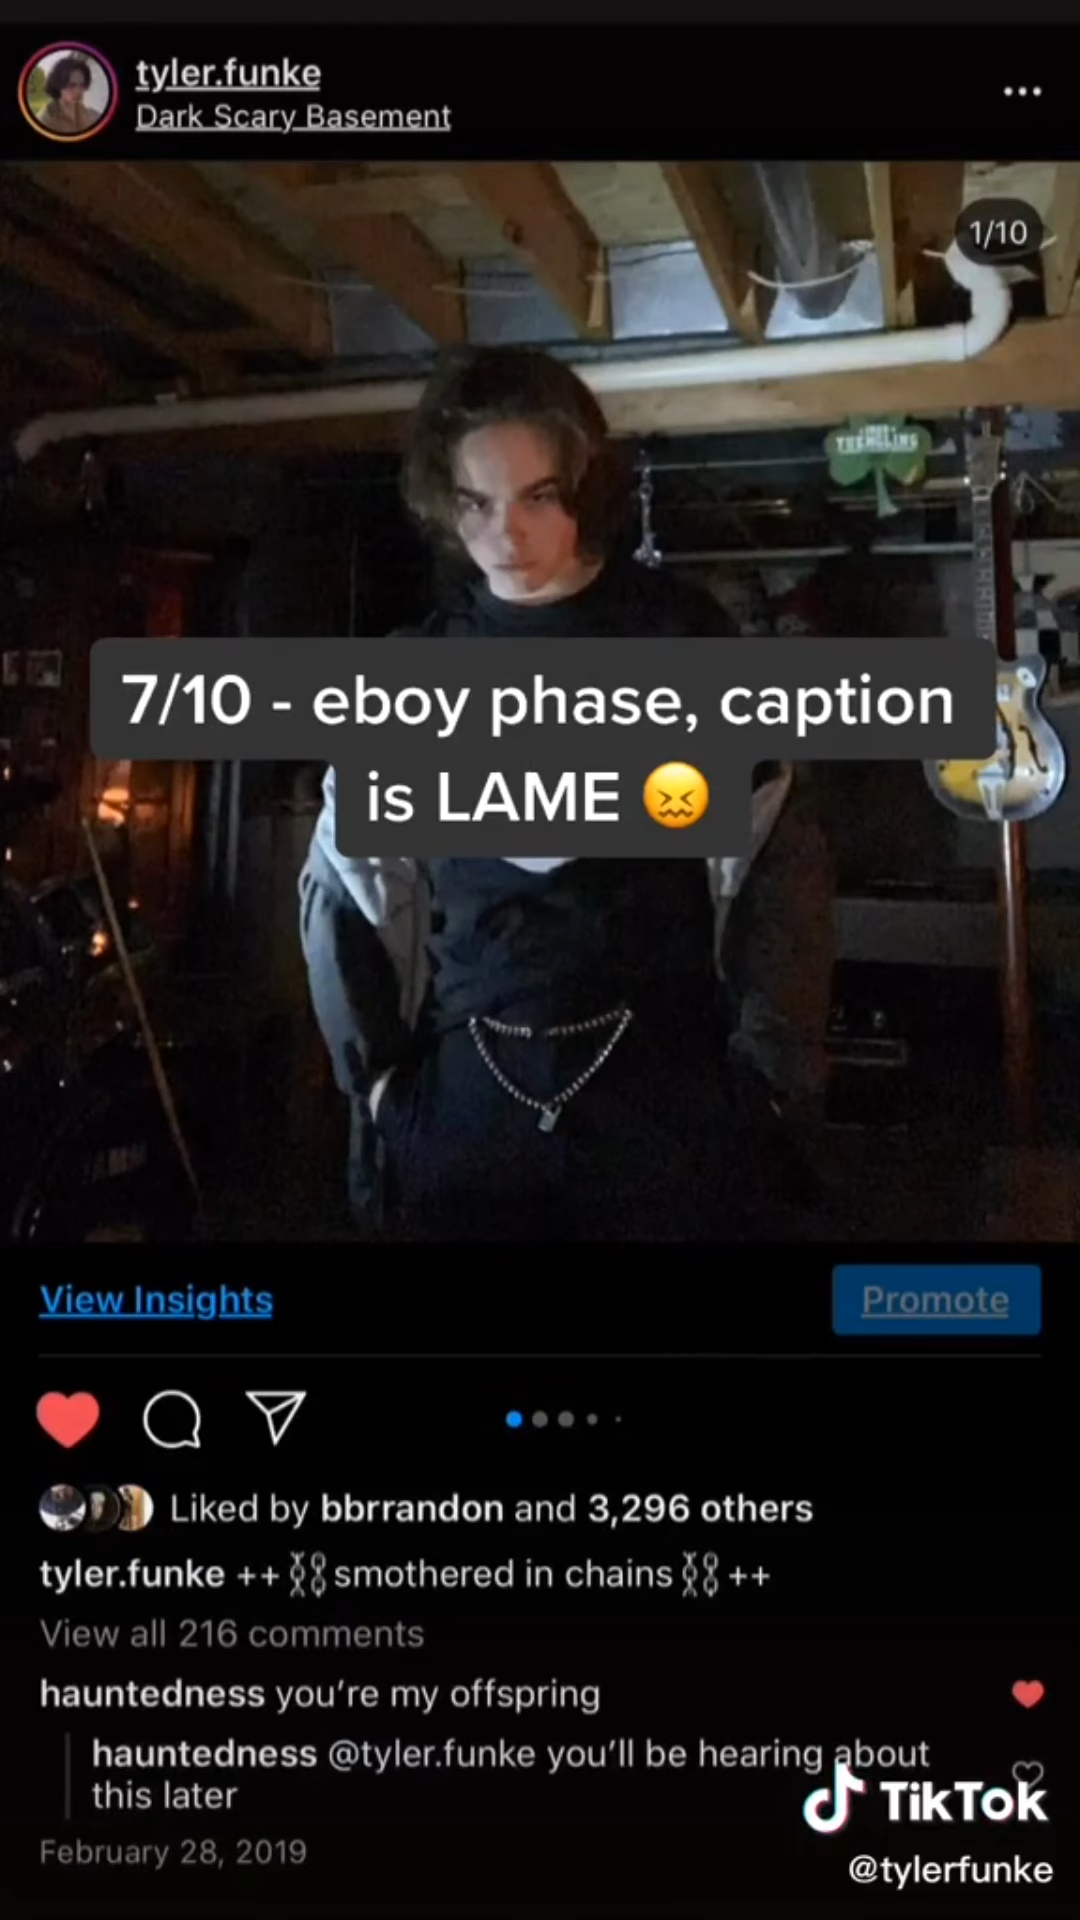 tyler.funke
Dark Scary Basement
1/10
7/10 - eboy phase, caption
is LAME 😖
View Insights
Promote
Liked by bbrrandon and 3,296 others
tyler.funke ++⛓smothered in chains⛓++
View all 216 comments
hauntedness you're my offspring
hauntedness @tyler.funke you'll be hearing about
this later
February 28, 2019
TikTok
@tylerfunke